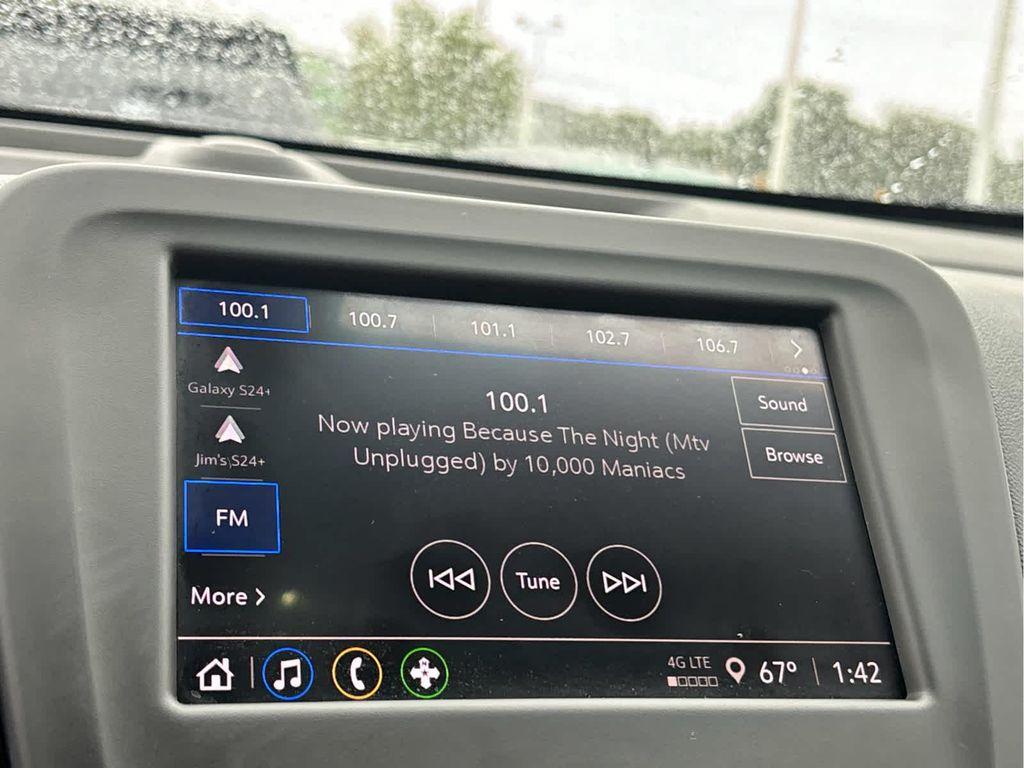 100.1 100.7 101.1 102.7 106.7
Galaxy S24+
Jim's S24+
FM
More
100.1
Now playing Because The Night (Mtv
Unplugged) by 10,000 Maniacs
Sound
Browse
Tune
4G LTE
67° 1:42